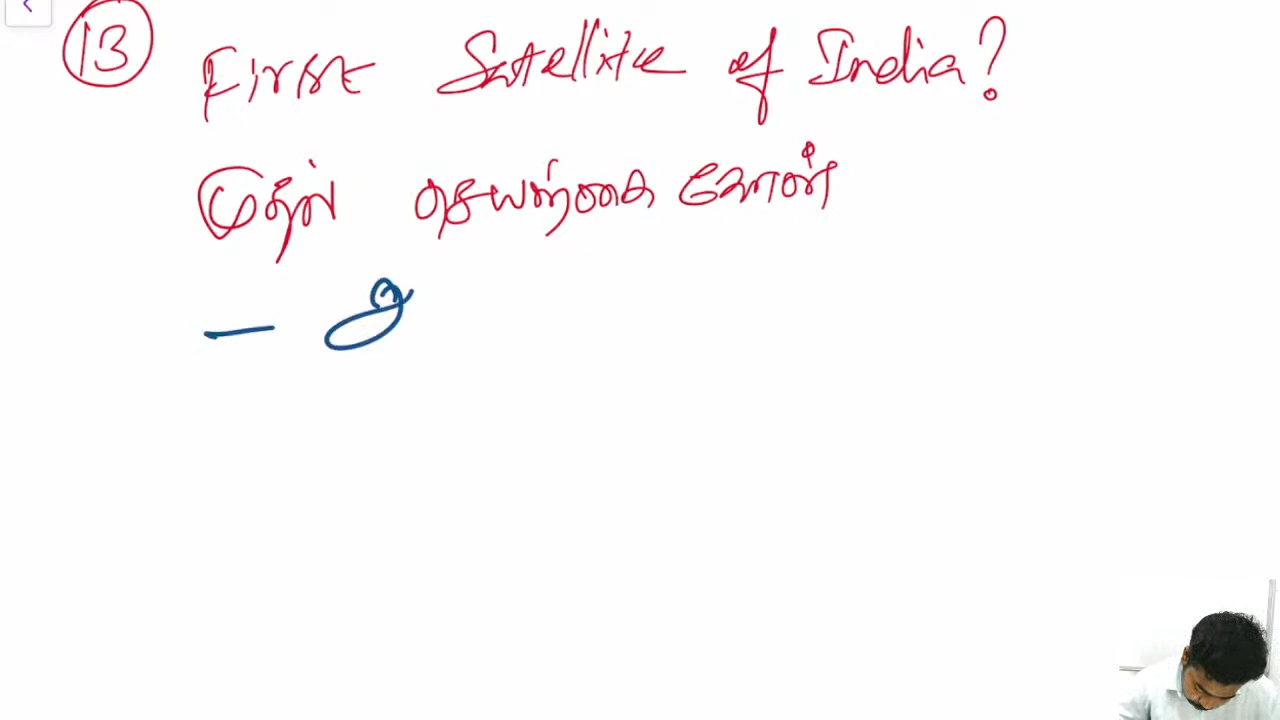 13 First Satellite of India?
முதல் செயற்கை கோள்
—